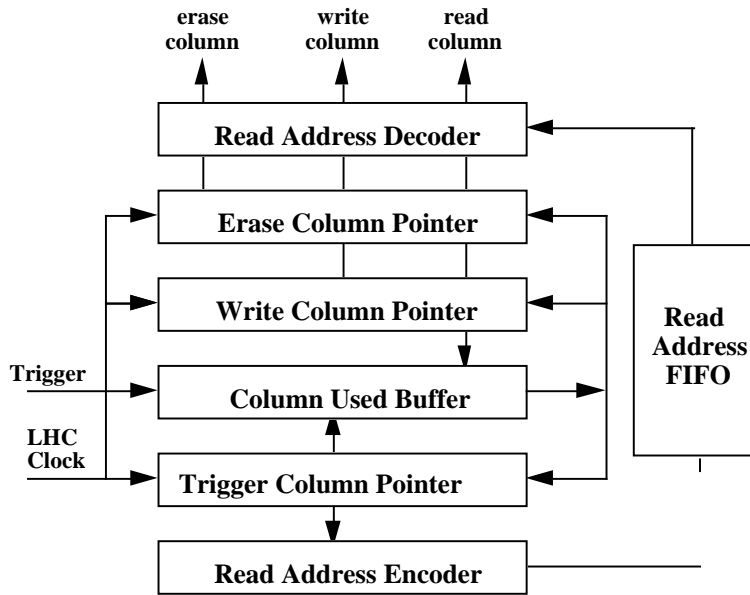 erase
column
write
column
read
column
Read Address Decoder
Erase Column Pointer
Write Column Pointer
Read
Address
FIFO
Trigger
Column Used Buffer
LHC
Clock
Trigger Column Pointer
Read Address Encoder